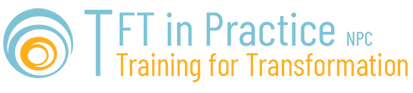 TFT in Practice NPC
Training for Transformation